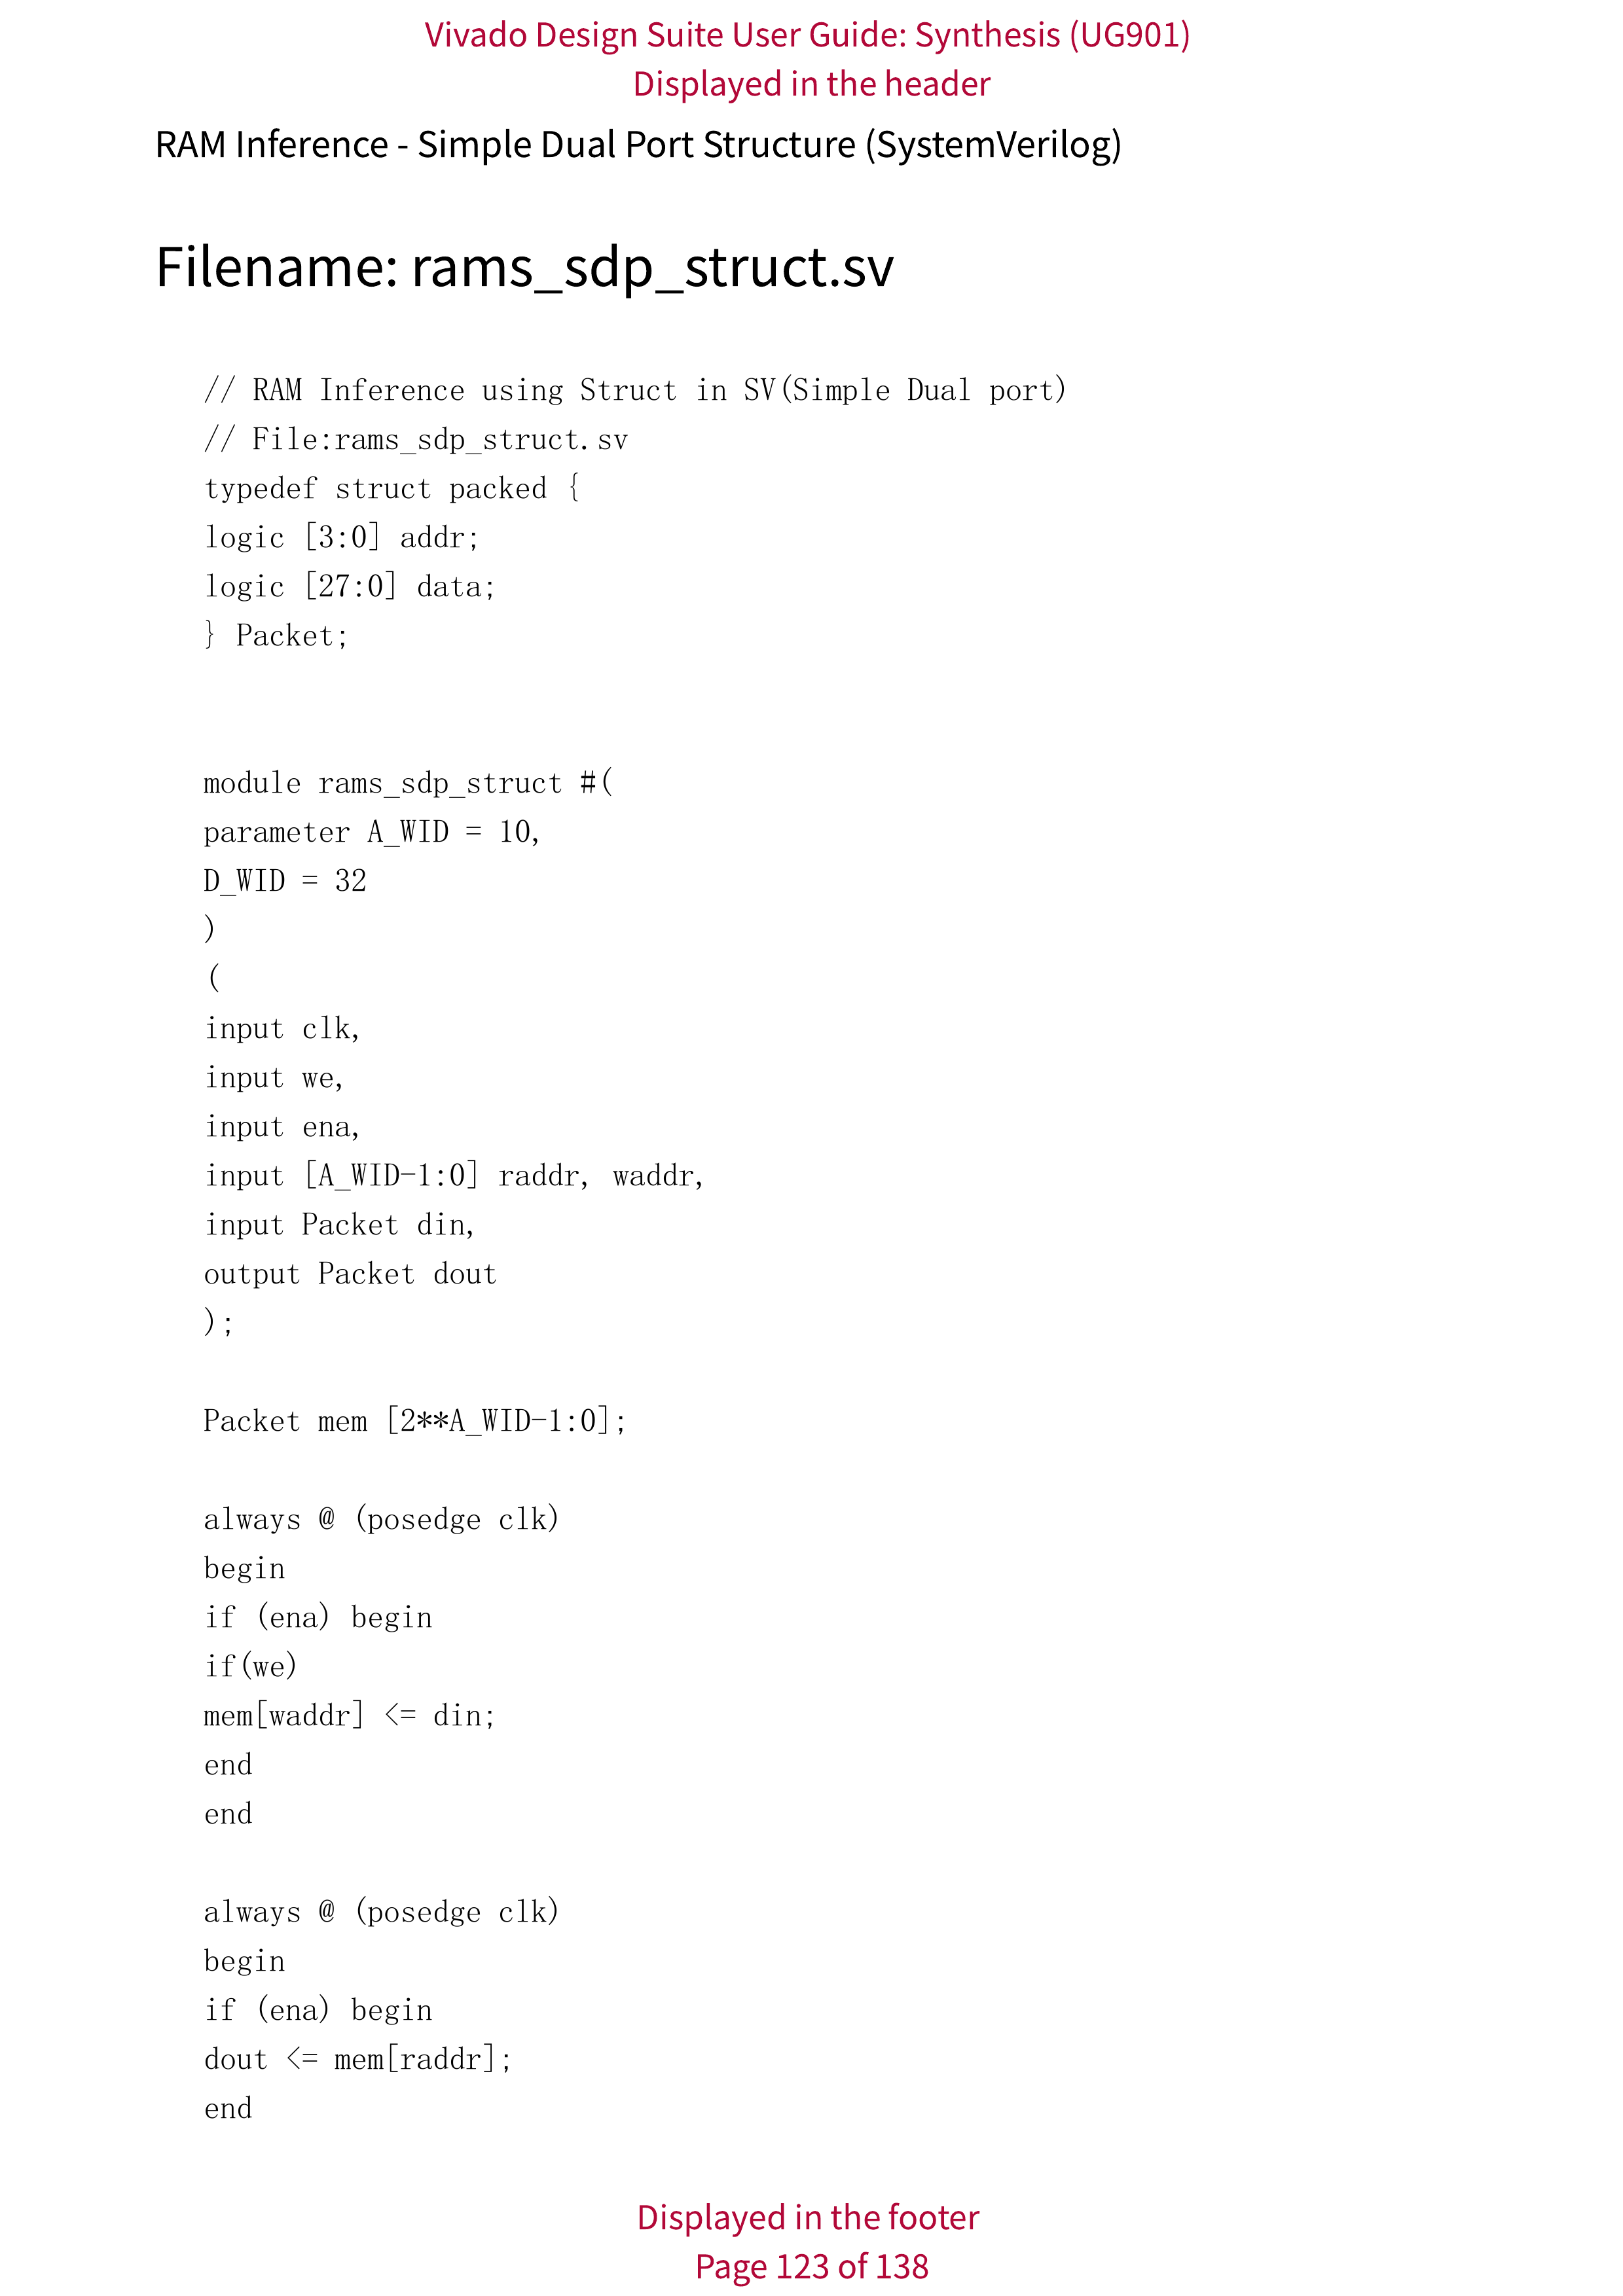 Vivado Design Suite User Guide: Synthesis (UG901)
Displayed in the header
RAM Inference - Simple Dual Port Structure (SystemVerilog)
Filename: rams_sdp_struct.sv
// RAM Inference using Struct in SV(Simple Dual port)
// File:rams_sdp_struct.sv
typedef struct packed {
logic [3:0] addr;
logic [27:0] data;
} Packet;
module rams_sdp_struct #(
parameter A_WID = 10,
D_WID = 32
)
(
input clk,
input we,
input ena,
input [A_WID-1:0] raddr, waddr,
input Packet din,
output Packet dout
);
Packet mem [2**A_WID-1:0];
always @ (posedge clk)
begin
if (ena) begin
if(we)
mem[waddr] <= din;
end
end
always @ (posedge clk)
begin
if (ena) begin
dout <= mem[raddr];
end
Displayed in the footer
Page 123 of 138